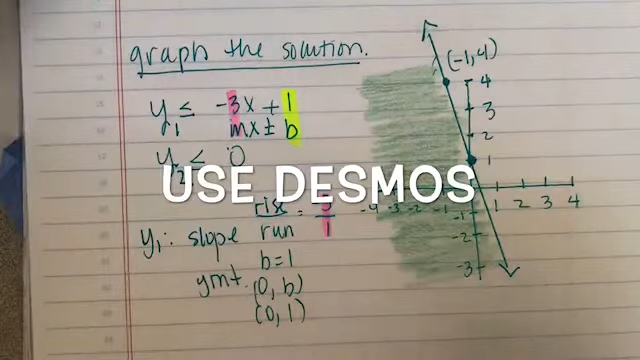 graph the solution.
y₁ ≤ -3x + 1
mx ± b
y₂ ≤ 0
USE DESMOS
y₁: slope rise/run = 3/1
b = 1
(0, b)
(0, 1)
(-1, 4)
4
3
2
1
-4 -3 -2 -1 1 2 3 4
-1
-2
-3